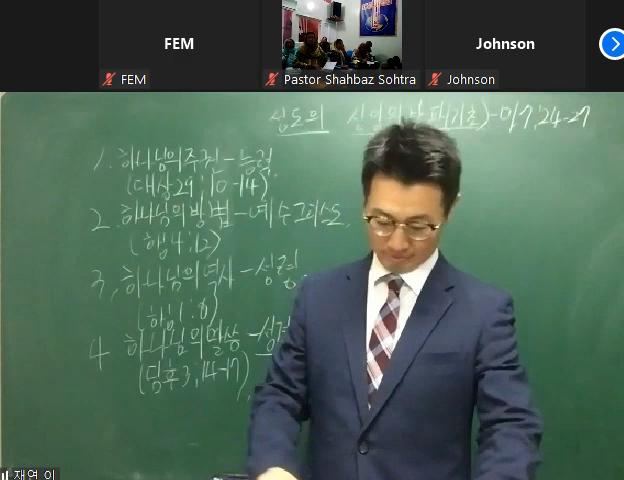 FEM
Johnson
FEM
Pastor Shahbaz Sohtra
Johnson
성도의 신앙의 )-마7:24-27
1. 하나님의 주권 - 능력
(대상29:10-14)
2. 하나님의 방법 - 예수그리스도
(행4:12)
3. 하나님의 역사 - 성령
(행1:8)
4 하나님의 말씀 - 성경
(딤후3:14-17)
재영 이